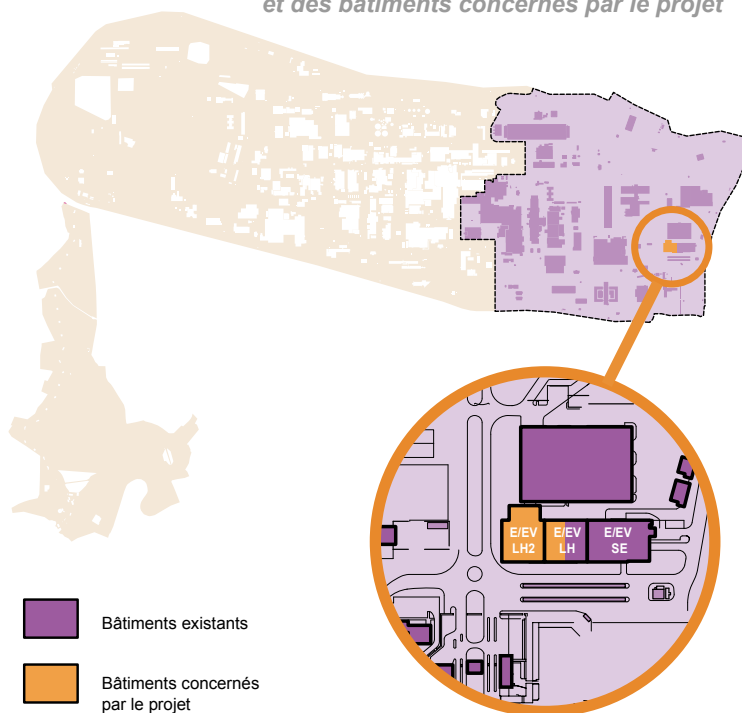 et des bâtiments concernés par le projet
E/EV
LH2
E/EV
LH
E/EV
SE
Bâtiments existants
Bâtiments concernés
par le projet